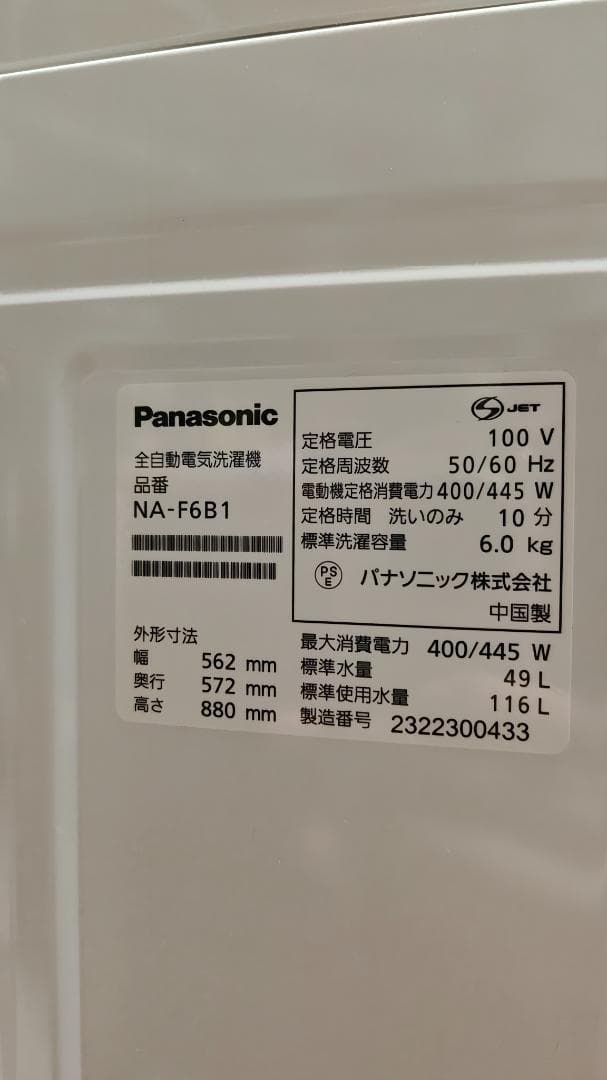 Panasonic
全自動電気洗濯機
品番
NA-F6B1
外形寸法
幅 562 mm
奥行 572 mm
高さ 880 mm
S JET
定格電圧 100 V
定格周波数 50/60 Hz
電動機定格消費電力 400/445 W
定格時間 洗いのみ 10 分
標準洗濯容量 6.0 kg
PS E パナソニック株式会社
中国製
最大消費電力 400/445 W
標準水量 49 L
標準使用水量 116 L
製造番号 2322300433